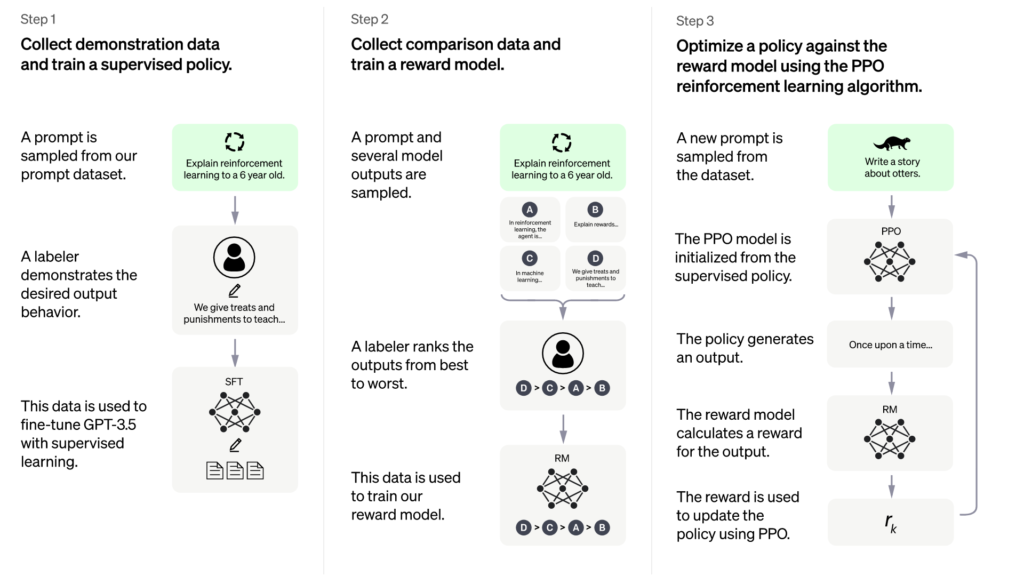 Step 1
Collect demonstration data
and train a supervised policy.
A prompt is
sampled from our
prompt dataset.
Explain reinforcement
learning to a 6 year old.
A labeler
demonstrates the
desired output
behavior.
We give treats and
punishments to teach...
This data is used to
fine-tune GPT-3.5
with supervised
learning.
SFT
Step 2
Collect comparison data and
train a reward model.
A prompt and
several model
outputs are
sampled.
Explain reinforcement
learning to a 6 year old.
A
In reinforcement
learning, the
agent is...
B
Explain rewards...
C
In machine
learning...
D
We give treats and
punishments to
teach...
A labeler ranks the
outputs from best
to worst.
D > C > A > B
This data is used
to train our
reward model.
RM
D > C > A > B
Step 3
Optimize a policy against the
reward model using the PPO
reinforcement learning algorithm.
A new prompt is
sampled from
the dataset.
Write a story
about otters.
The PPO model is
initialized from the
supervised policy.
PPO
The policy generates
an output.
Once upon a time...
The reward model
calculates a reward
for the output.
RM
The reward is used
to update the
policy using PPO.
rk